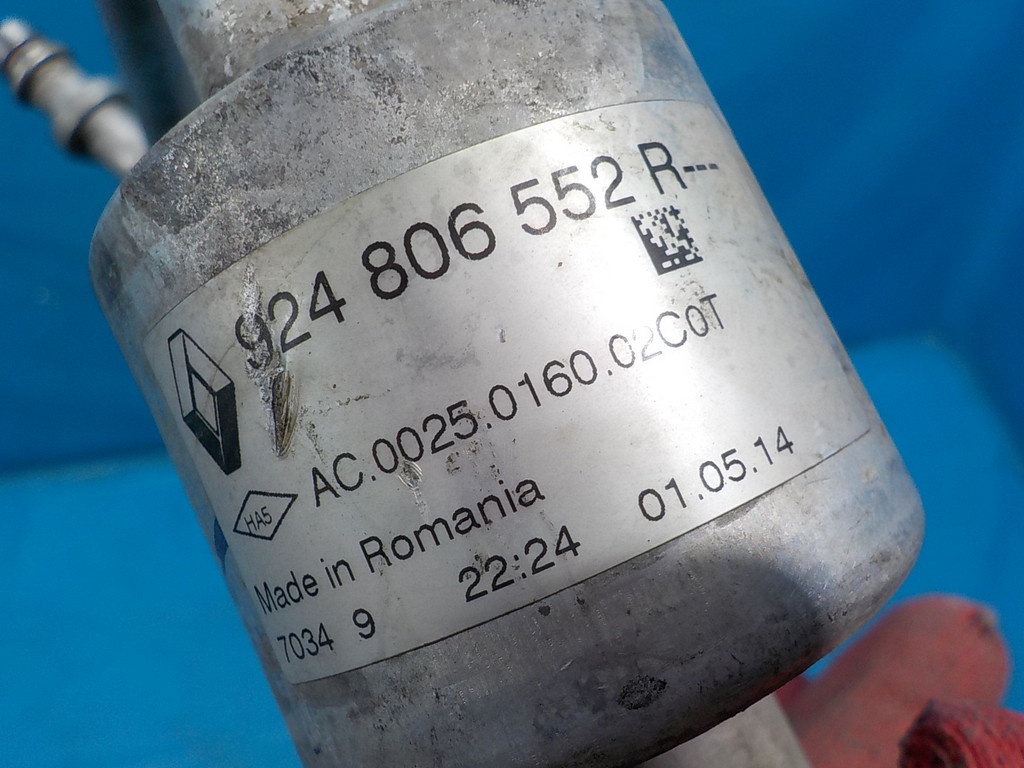 924 806 552 R---
AC.0025.0160.02C0T
HA5
Made in Romania
22:24 01.05.14
7034 9